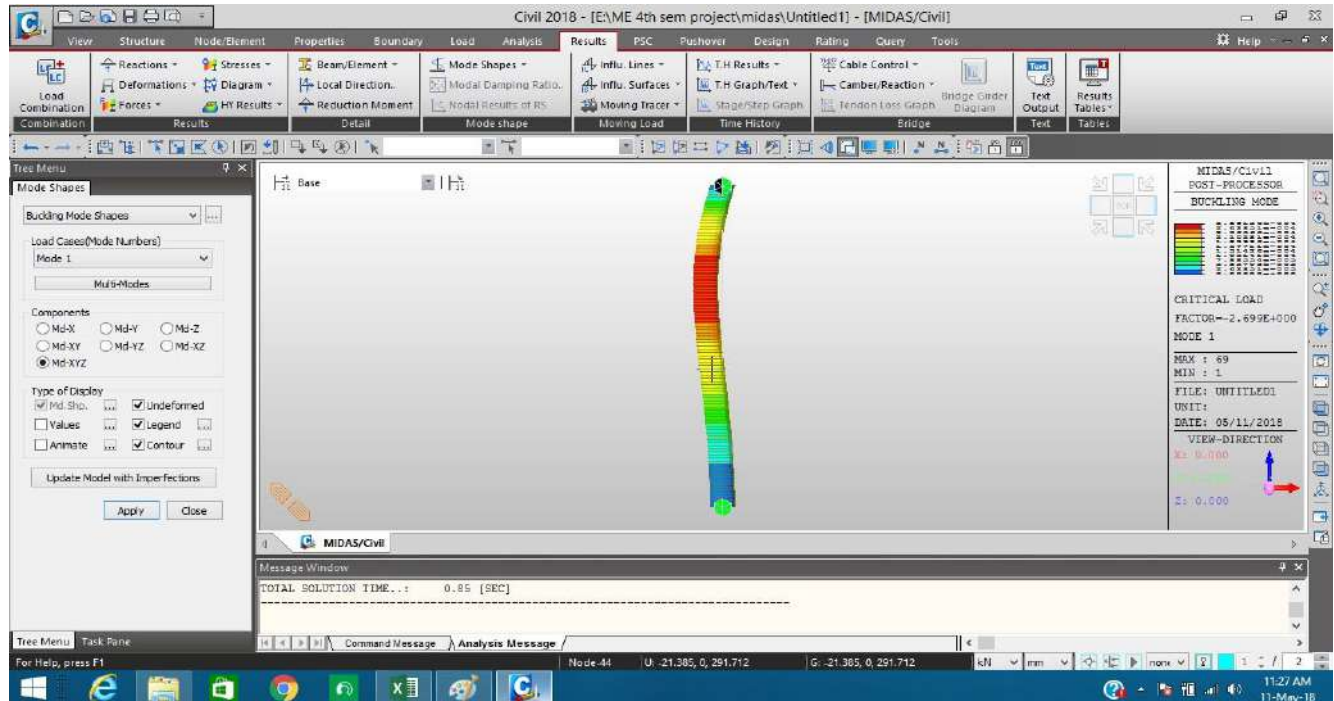 Civil 2018 - [E:\ME 4th sem project\midas\Untitled1] - [MIDAS/Civil]
View Structure Node/Element Properties Boundary Load Analysis Results PSC Pushover Design Rating Query Tools Help
Load Combination
Combination
Reactions
Deformations
Forces
Stresses
Diagram
HY Results
Results
Beam/Element
Local Direction..
Reduction Moment
Detail
Mode Shapes
Modal Damping Ratio..
Nodal Results of RS
Mode shape
Influ. Lines
Influ. Surfaces
Moving Tracer
Moving Load
T.H Results
T.H Graph/Text
Stage/Step Graph
Time History
Cable Control
Camber/Reaction
Tendon Loss Graph
Bridge Girder Diagram
Bridge
Text Output
Text
Results Tables
Tables
Tree Menu
Mode Shapes
Buckling Mode Shapes
Load Cases(Mode Numbers)
Mode 1
Multi-Modes
Components
Md-X Md-Y Md-Z
Md-XY Md-YZ Md-XZ
Md-XYZ
Type of Display
Md.Shp. Undeformed
Values Legend
Animate Contour
Update Model with Imperfections
Apply Close
Tree Menu Task Pane
Base
MIDAS/Civil
POST-PROCESSOR
BUCKLING MODE
CRITICAL LOAD
FACTOR=-2.699E+000
MODE 1
MAX : 69
MIN : 1
FILE: UNTITLED1
UNIT:
DATE: 05/11/2018
VIEW-DIRECTION
X: 0.000
Z: 0.000
MIDAS/Civil
Message Window
TOTAL SOLUTION TIME..: 0.85 [SEC]
Command Message Analysis Message
For Help, press F1
Node-44 U: -21.385, 0, 291.712 G: -21.385, 0, 291.712 kN mm none 1 / 2
11:27 AM
11-May-18